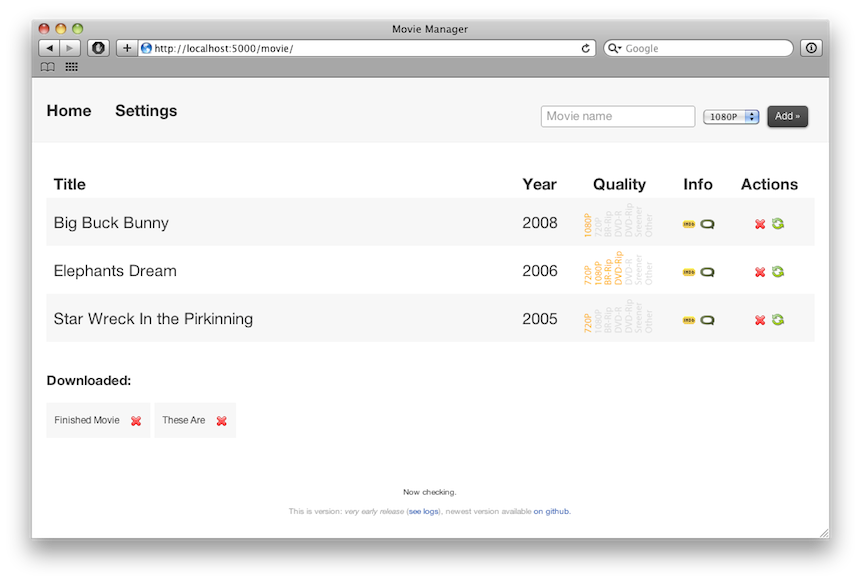 Movie Manager
http://localhost:5000/movie/
Google
Home Settings
Movie name 1080P Add »
Title Year Quality Info Actions
Big Buck Bunny 2008 1080P 720P BR-Rip DVD-R DVD-Rip Screener Other IMDb
Elephants Dream 2006 720P 1080P BR-Rip DVD-Rip DVD-R Screener Other IMDb
Star Wreck In the Pirkinning 2005 720P 1080P BR-Rip DVD-R DVD-Rip Screener Other IMDb
Downloaded:
Finished Movie These Are
Now checking.
This is version: very early release (see logs), newest version available on github.